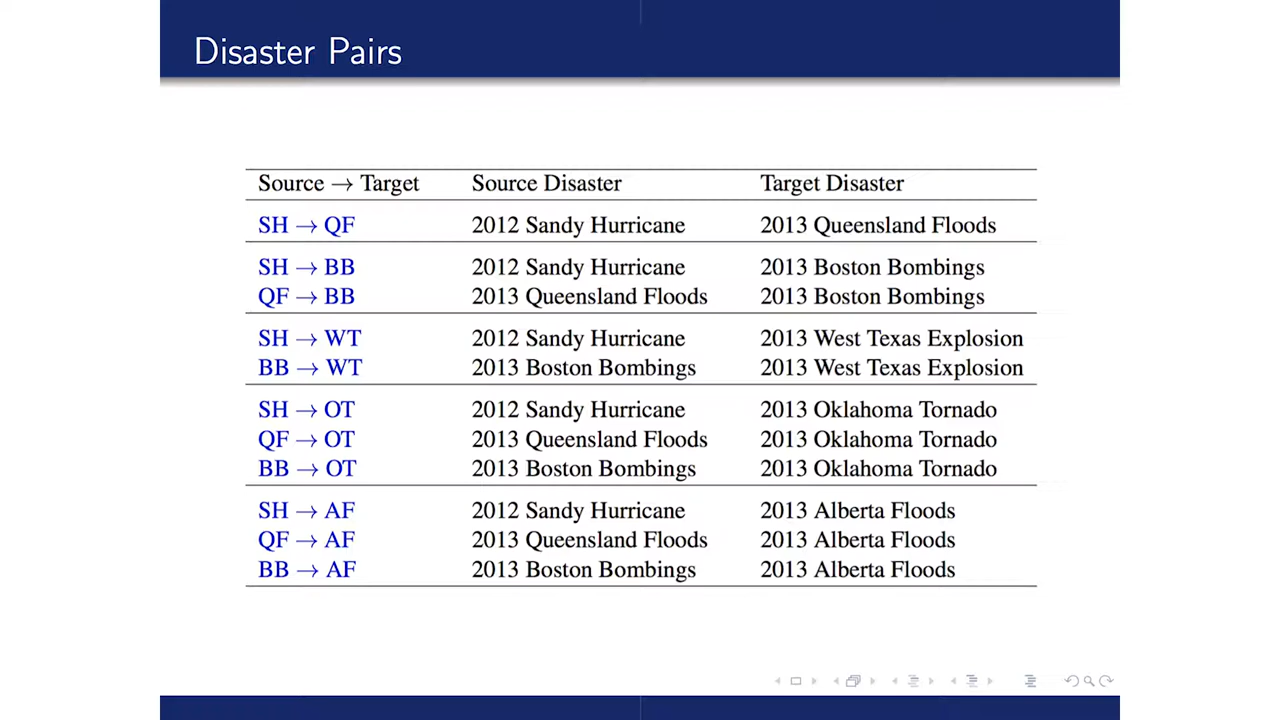 Disaster Pairs
Source → Target Source Disaster Target Disaster
SH → QF 2012 Sandy Hurricane 2013 Queensland Floods
SH → BB 2012 Sandy Hurricane 2013 Boston Bombings
QF → BB 2013 Queensland Floods 2013 Boston Bombings
SH → WT 2012 Sandy Hurricane 2013 West Texas Explosion
BB → WT 2013 Boston Bombings 2013 West Texas Explosion
SH → OT 2012 Sandy Hurricane 2013 Oklahoma Tornado
QF → OT 2013 Queensland Floods 2013 Oklahoma Tornado
BB → OT 2013 Boston Bombings 2013 Oklahoma Tornado
SH → AF 2012 Sandy Hurricane 2013 Alberta Floods
QF → AF 2013 Queensland Floods 2013 Alberta Floods
BB → AF 2013 Boston Bombings 2013 Alberta Floods